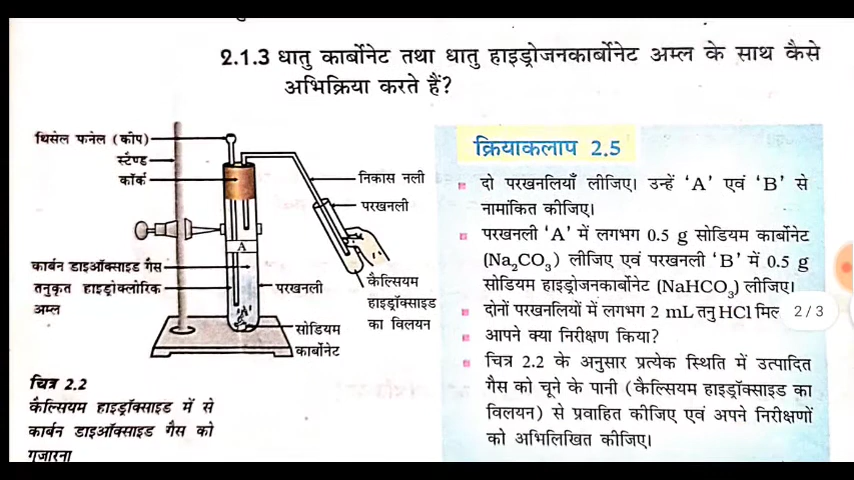 2.1.3 धातु कार्बोनेट तथा धातु हाइड्रोजनकार्बोनेट अम्ल के साथ कैसे
अभिक्रिया करते हैं?
थिसेल फनेल (कीप)
स्टैण्ड
कॉर्क
निकास नली
परखनली
A
कार्बन डाइऑक्साइड गैस
तनुकृत हाइड्रोक्लोरिक
अम्ल
परखनली
कैल्सियम
हाइड्रॉक्साइड
का विलयन
'A'
सोडियम
कार्बोनेट
चित्र 2.2
कैल्सियम हाइड्रॉक्साइड में से
कार्बन डाइऑक्साइड गैस को
गुजारना
क्रियाकलाप 2.5
दो परखनलियाँ लीजिए। उन्हें 'A' एवं 'B' से
नामांकित कीजिए।
परखनली 'A' में लगभग 0.5 g सोडियम कार्बोनेट
(Na₂CO₃) लीजिए एवं परखनली 'B' में 0.5 g
सोडियम हाइड्रोजनकार्बोनेट (NaHCO₃) लीजिए।
दोनों परखनलियों में लगभग 2 mL तनु HCl मिल
2/3
आपने क्या निरीक्षण किया?
चित्र 2.2 के अनुसार प्रत्येक स्थिति में उत्पादित
गैस को चूने के पानी (कैल्सियम हाइड्रॉक्साइड का
विलयन) से प्रवाहित कीजिए एवं अपने निरीक्षणों
को अभिलिखित कीजिए।